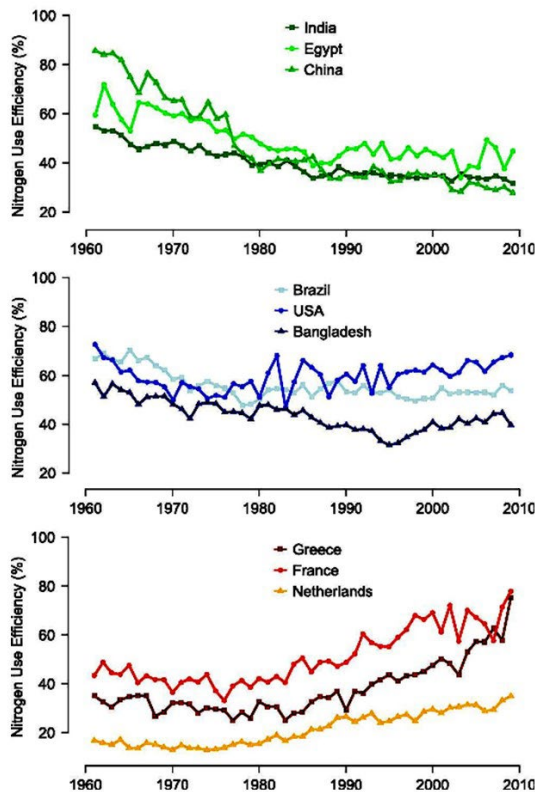 Nitrogen Use Efficiency (%)
100
80
60
40
20
India
Egypt
China
1960
1970
1980
1990
2000
2010
Nitrogen Use Efficiency (%)
100
80
60
40
20
Brazil
USA
Bangladesh
1960
1970
1980
1990
2000
2010
Nitrogen Use Efficiency (%)
100
80
60
40
20
Greece
France
Netherlands
1960
1970
1980
1990
2000
2010